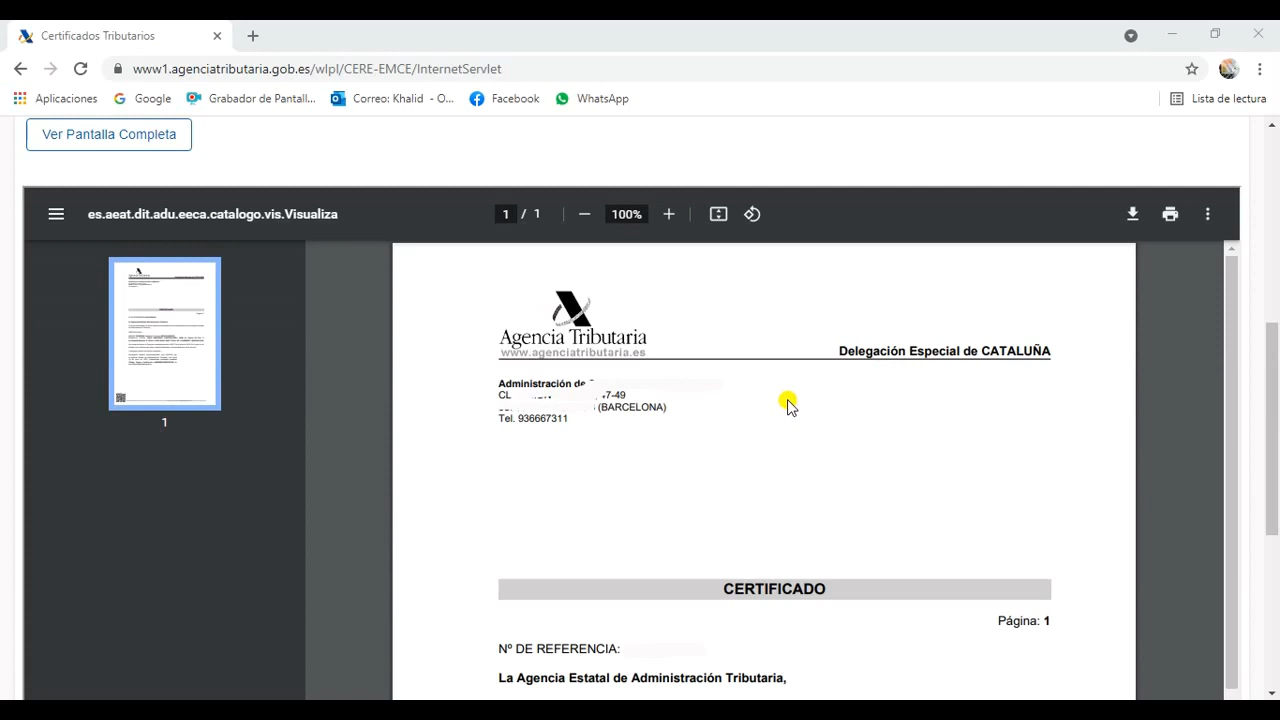 Certificados Tributarios
www1.agenciatributaria.gob.es/wlpl/CERE-EMCE/InternetServlet
Aplicaciones Google Grabador de Pantall... Correo: Khalid - O... Facebook WhatsApp Lista de lectura
Ver Pantalla Completa
es.aeat.dit.adu.eeca.catalogo.vis.Visualiza 1 / 1 100%
Agencia Tributaria
www.agenciatributaria.es
Delegación Especial de CATALUÑA
Administración de
CL 7-49
(BARCELONA)
Tel. 936667311
1
CERTIFICADO
Página: 1
Nº DE REFERENCIA:
La Agencia Estatal de Administración Tributaria,